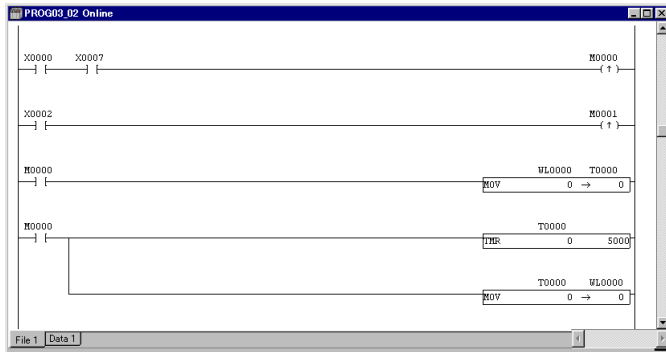 PROG03_02 Online
X0000 X0007 M0000
(↑)
X0002 M0001
(↑)
M0000 WL0000 T0000
MOV 0 → 0
M0000 T0000
TMR 0 5000
T0000 WL0000
MOV 0 → 0
File 1 Data 1